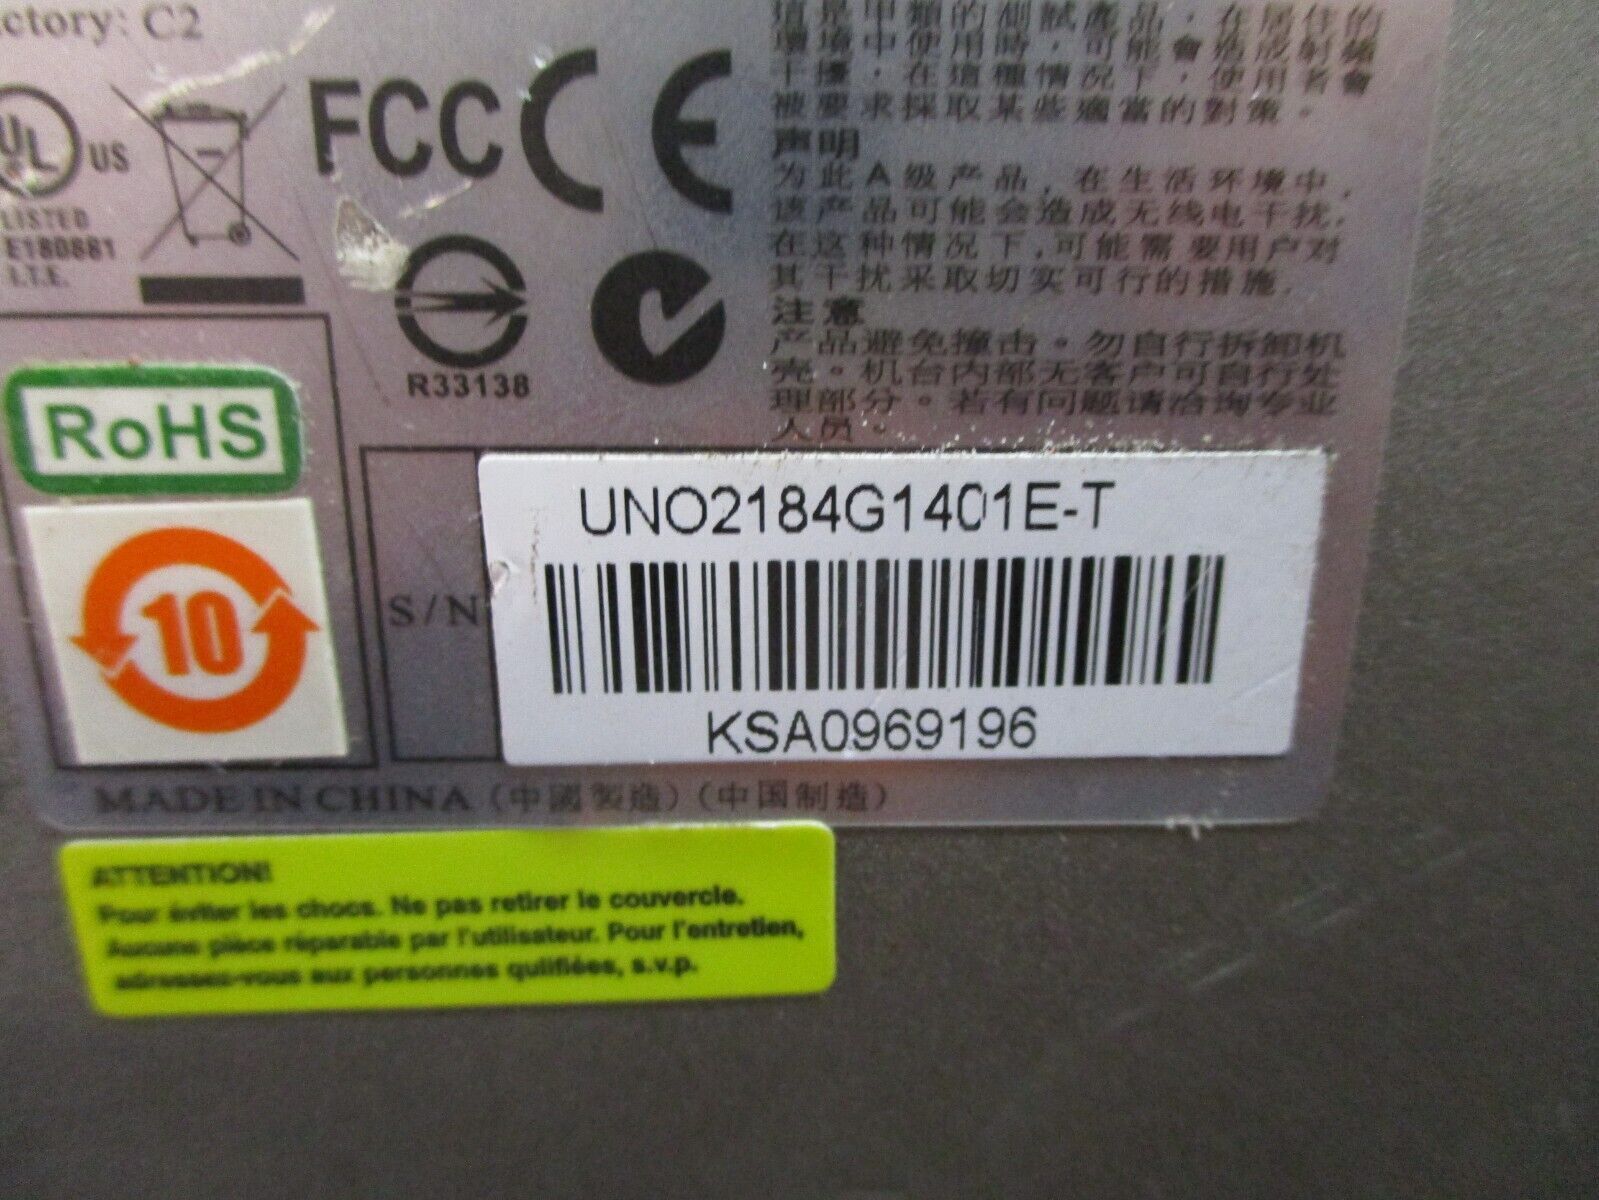 ctory: C2
UL US
LISTED
E180881
I.T.E.
FCC CE
R33138
這是甲類的測試產品，在居住的
環境中使用時，可能會造成射頻
干擾，在這種情況下，使用者會
被要求採取某些適當的對策。
声明
为此A级产品，在生活环境中，
该产品可能会造成无线电干扰，
在这种情况下，可能需要用户对
其干扰采取切实可行的措施.
注意
产品避免撞击。勿自行拆卸机
壳。机台内部无客户可自行处
理部分。若有问题请洽询专业
人员。
RoHS
10
S/N
UNO2184G1401E-T
KSA0969196
MADE IN CHINA (中國製造) (中国制造)
ATTENTION!
Pour éviter les chocs. Ne pas retirer le couvercle.
Aucune pièce réparable par l'utilisateur. Pour l'entretien,
adressez-vous aux personnes qulifiées, s.v.p.